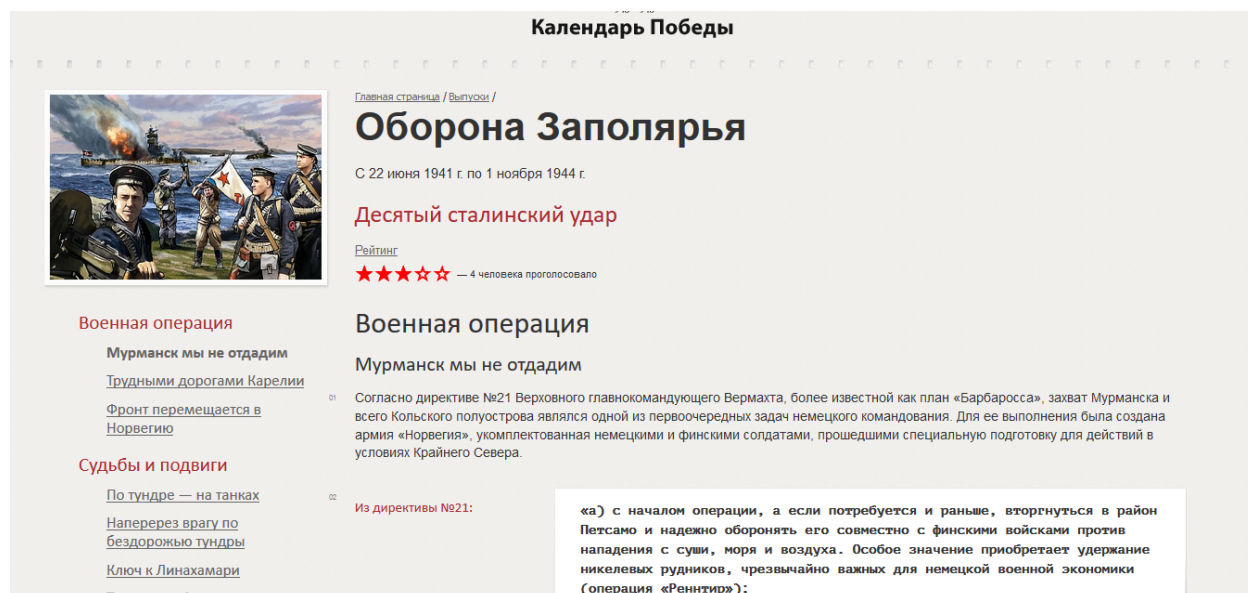 Календарь Победы
Главная страница / Выпуски /
Оборона Заполярья
С 22 июня 1941 г. по 1 ноября 1944 г.
Десятый сталинский удар
Рейтинг
— 4 человека проголосовало
Военная операция
Мурманск мы не отдадим
Трудными дорогами Карелии
Фронт перемещается в
Норвегию
Судьбы и подвиги
По тундре — на танках
Наперерез врагу по
бездорожью тундры
Ключ к Линахамари
Военная операция
Мурманск мы не отдадим
01
Согласно директиве №21 Верховного главнокомандующего Вермахта, более известной как план «Барбаросса», захват Мурманска и
всего Кольского полуострова являлся одной из первоочередных задач немецкого командования. Для ее выполнения была создана
армия «Норвегия», укомплектованная немецкими и финскими солдатами, прошедшими специальную подготовку для действий в
условиях Крайнего Севера.
02
Из директивы №21:
«а) с началом операции, а если потребуется и раньше, вторгнуться в район
Петсамо и надежно оборонять его совместно с финскими войсками против
нападения с суши, моря и воздуха. Особое значение приобретает удержание
никелевых рудников, чрезвычайно важных для немецкой военной экономики
(операция «Реннтир»);